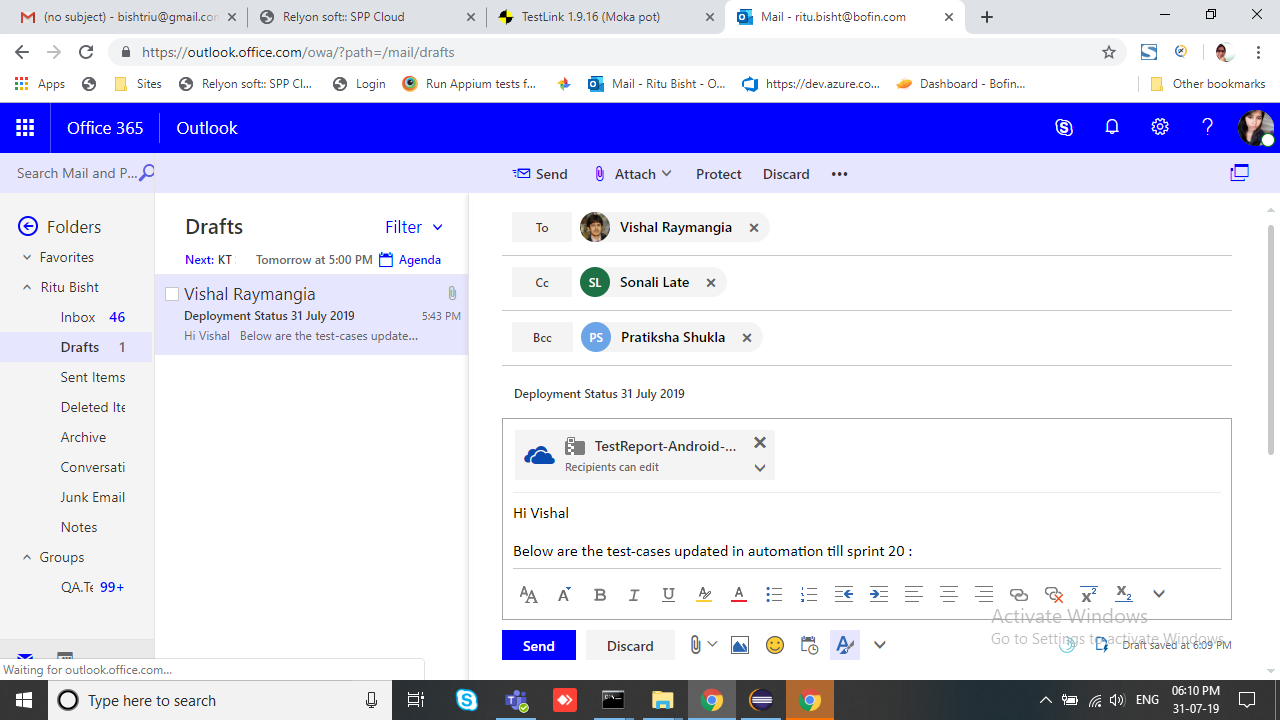 (no subject) - bishtriu@gmail.con
Relyon soft:: SPP Cloud
TestLink 1.9.16 (Moka pot)
Mail - ritu.bisht@bofin.com
https://outlook.office.com/owa/?path=/mail/drafts
Apps
Sites
Relyon soft:: SPP Cl...
Login
Run Appium tests f...
Mail - Ritu Bisht - O...
https://dev.azure.co...
Dashboard - Bofin...
Other bookmarks
Office 365
Outlook
Search Mail and P...
Send
Attach
Protect
Discard
Folders
Favorites
Ritu Bisht
Inbox 46
Drafts 1
Sent Items
Deleted Ite
Archive
Conversati
Junk Email
Notes
Groups
QA.Te 99+
Drafts
Filter
Next: KT Tomorrow at 5:00 PM Agenda
Vishal Raymangia
Deployment Status 31 July 2019 5:43 PM
Hi Vishal Below are the test-cases update...
To Vishal Raymangia
Cc SL Sonali Late
Bcc PS Pratiksha Shukla
Deployment Status 31 July 2019
TestReport-Android-...
Recipients can edit
Hi Vishal
Below are the test-cases updated in automation till sprint 20 :
Activate Windows
Go to Settings to activate Windows.
Send
Discard
Draft saved at 6:09 PM
Waiting for outlook.office.com...
Type here to search
ENG
06:10 PM
31-07-19